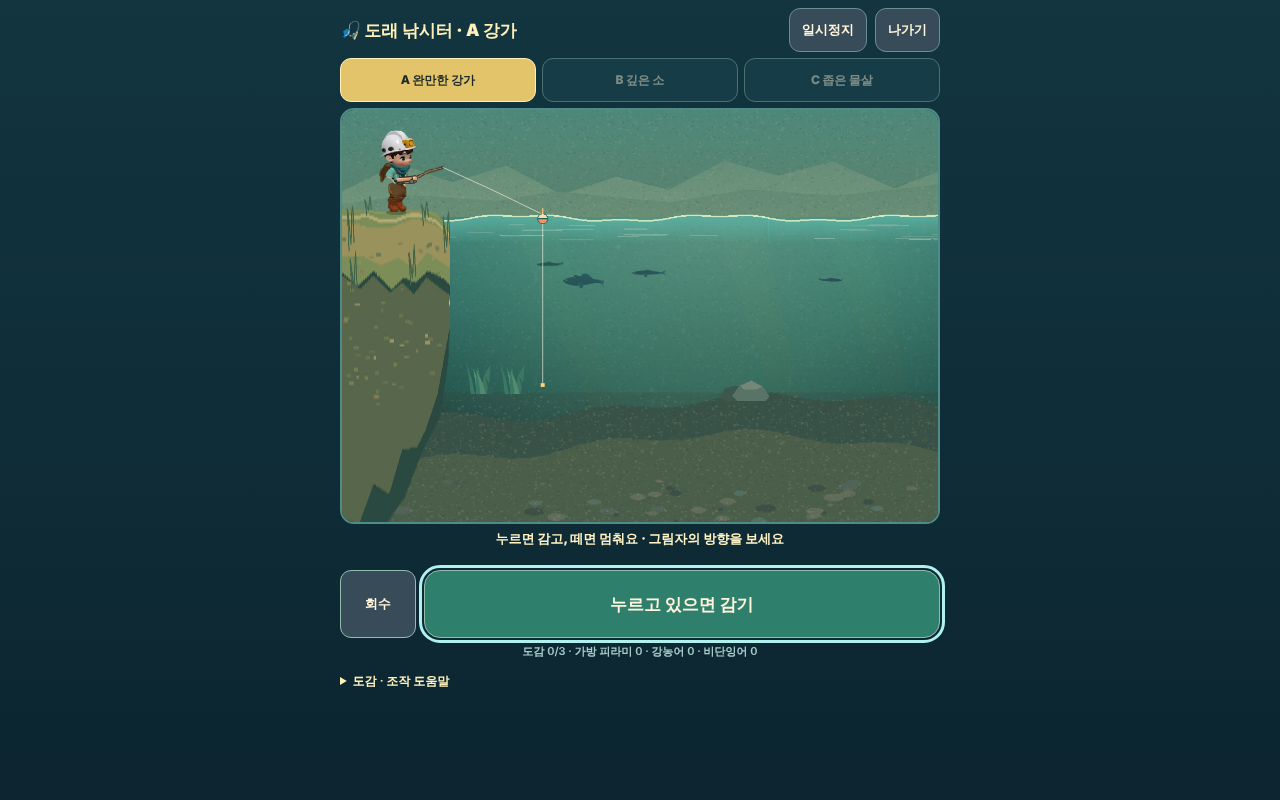 도래 낚시터 · A 강가
일시정지
나가기
A 완만한 강가
B 깊은 소
C 좁은 물살
누르면 감고, 떼면 멈춰요 · 그림자의 방향을 보세요
회수
누르고 있으면 감기
도감 0/3 · 가방 피라미 0 · 강농어 0 · 비단잉어 0
도감 · 조작 도움말